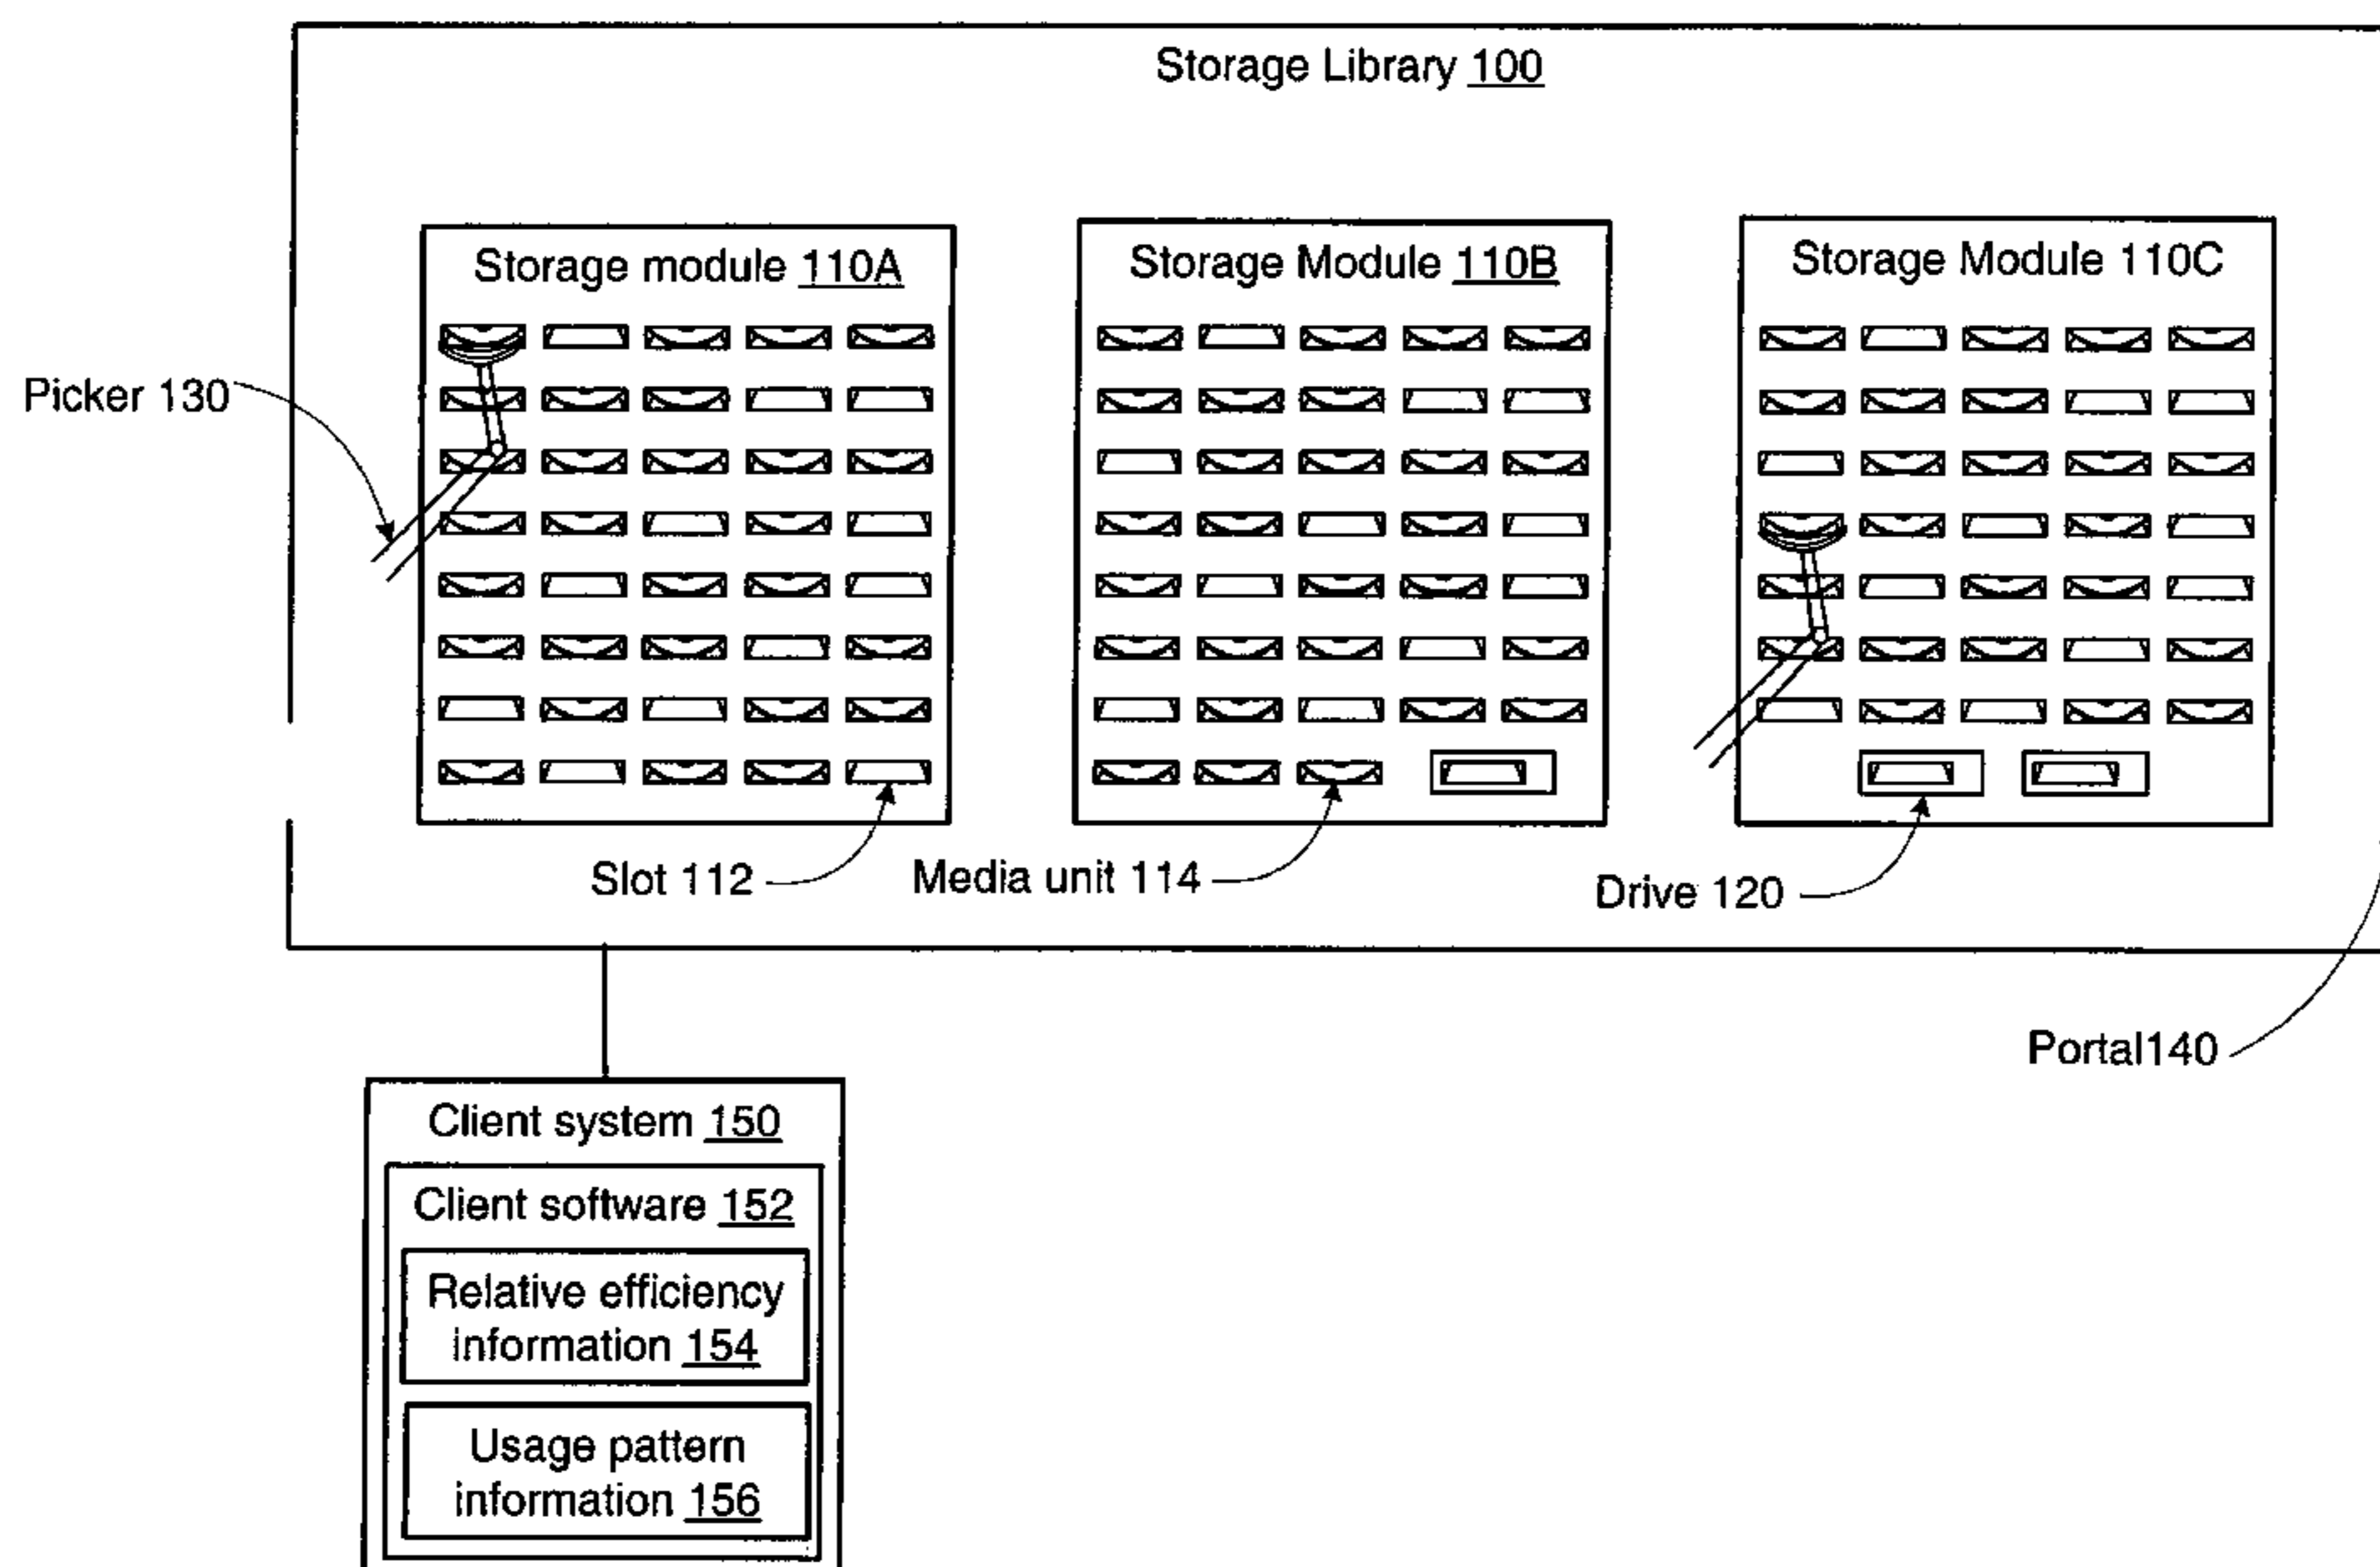 Storage Library 100
Storage module 110A
Storage Module 110B
Storage Module 110C
Picker 130
Slot 112
Media unit 114
Drive 120
Portal140
Client system 150
Client software 152
Relative efficiency
information 154
Usage pattern
information 156